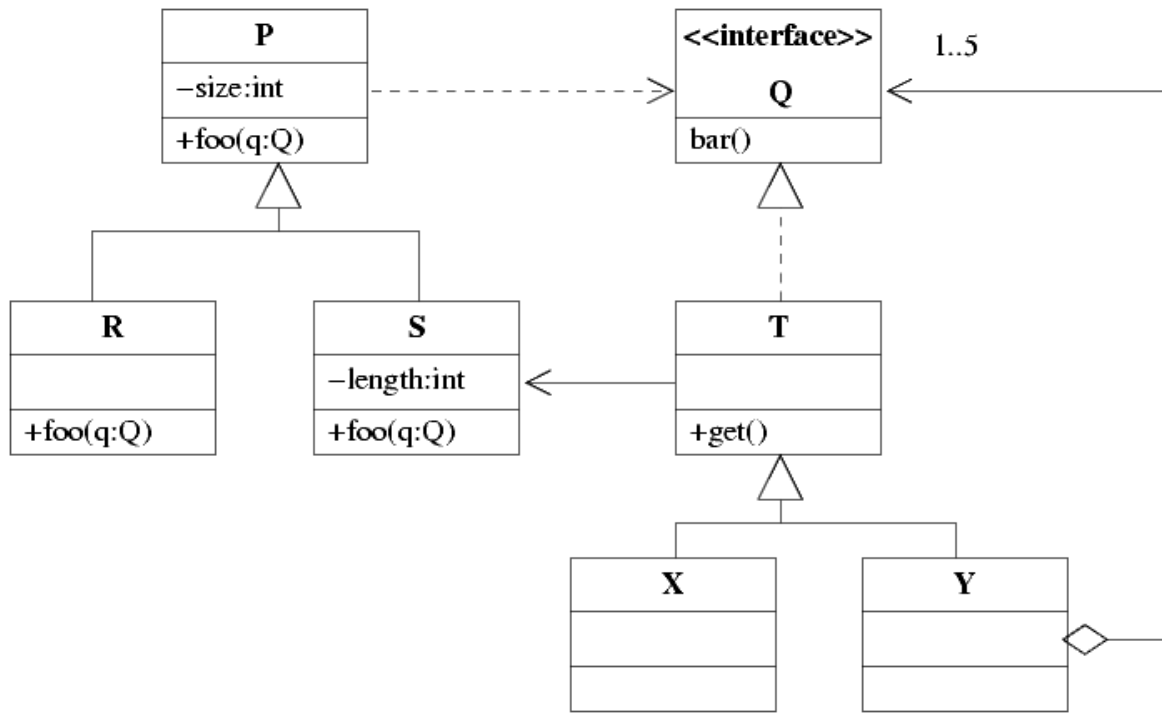 P
–size:int
+foo(q:Q)
<<interface>>
Q
bar()
1..5
R
+foo(q:Q)
S
–length:int
+foo(q:Q)
T
+get()
X
Y